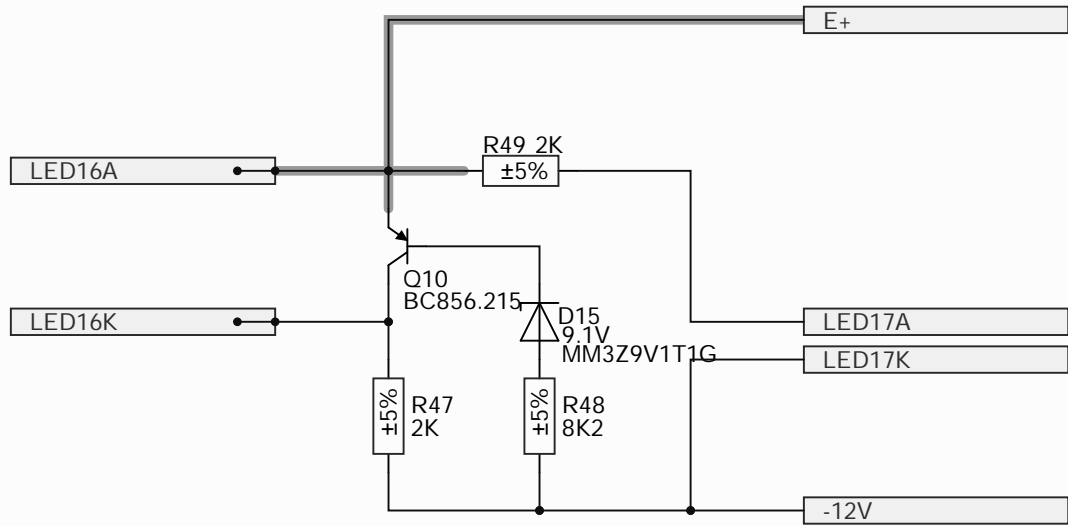 E+
R49 2K
±5%
LED16A
Q10
BC856.215
D15
9.1V
MM3Z9V1T1G
LED16K
LED17A
LED17K
±5%
R47
2K
±5%
R48
8K2
-12V